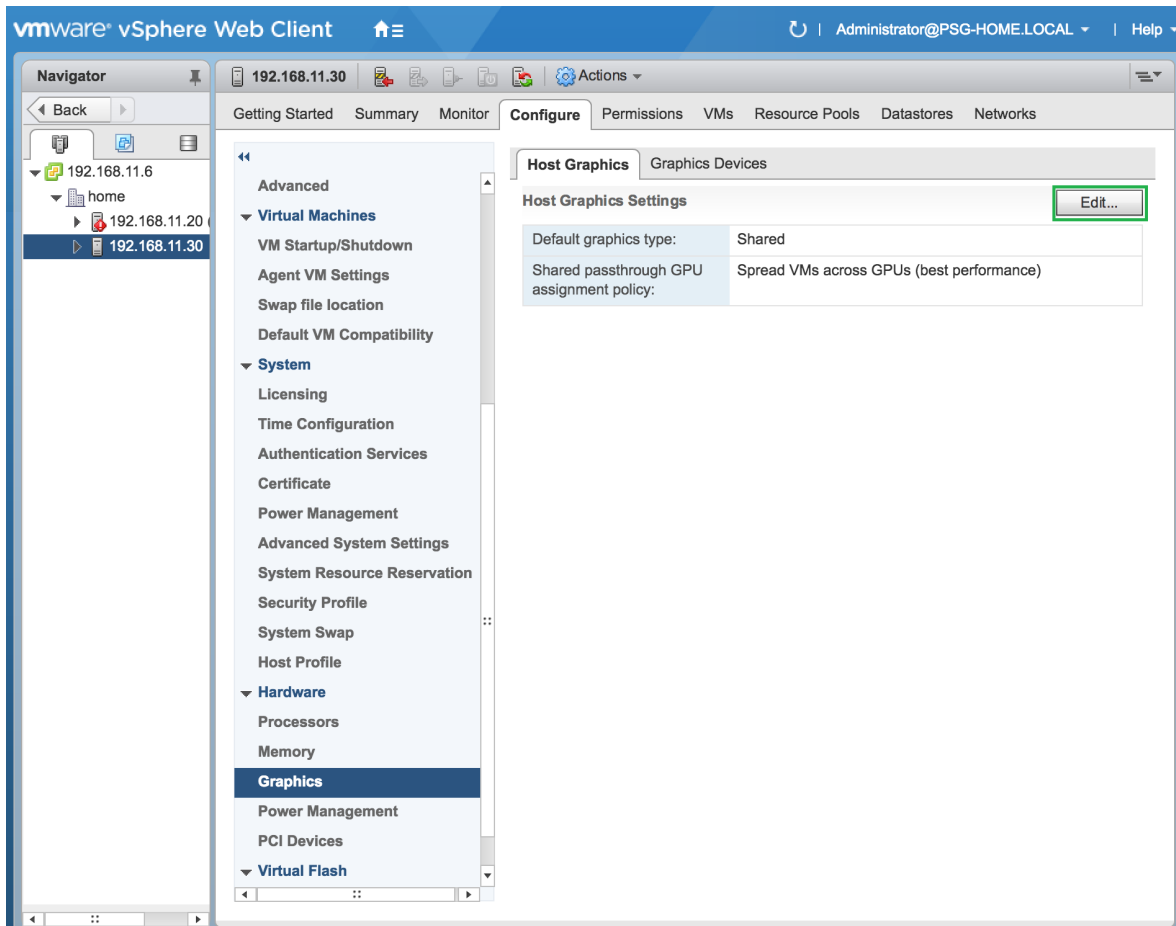 vmware® vSphere Web Client
Administrator@PSG-HOME.LOCAL
Help
Navigator
Back
192.168.11.6
home
192.168.11.20 (
192.168.11.30
192.168.11.30
Actions
Getting Started Summary Monitor Configure Permissions VMs Resource Pools Datastores Networks
Advanced
Virtual Machines
VM Startup/Shutdown
Agent VM Settings
Swap file location
Default VM Compatibility
System
Licensing
Time Configuration
Authentication Services
Certificate
Power Management
Advanced System Settings
System Resource Reservation
Security Profile
System Swap
Host Profile
Hardware
Processors
Memory
Graphics
Power Management
PCI Devices
Virtual Flash
Host Graphics Graphics Devices
Host Graphics Settings
Edit...
Default graphics type: Shared
Shared passthrough GPU Spread VMs across GPUs (best performance)
assignment policy: